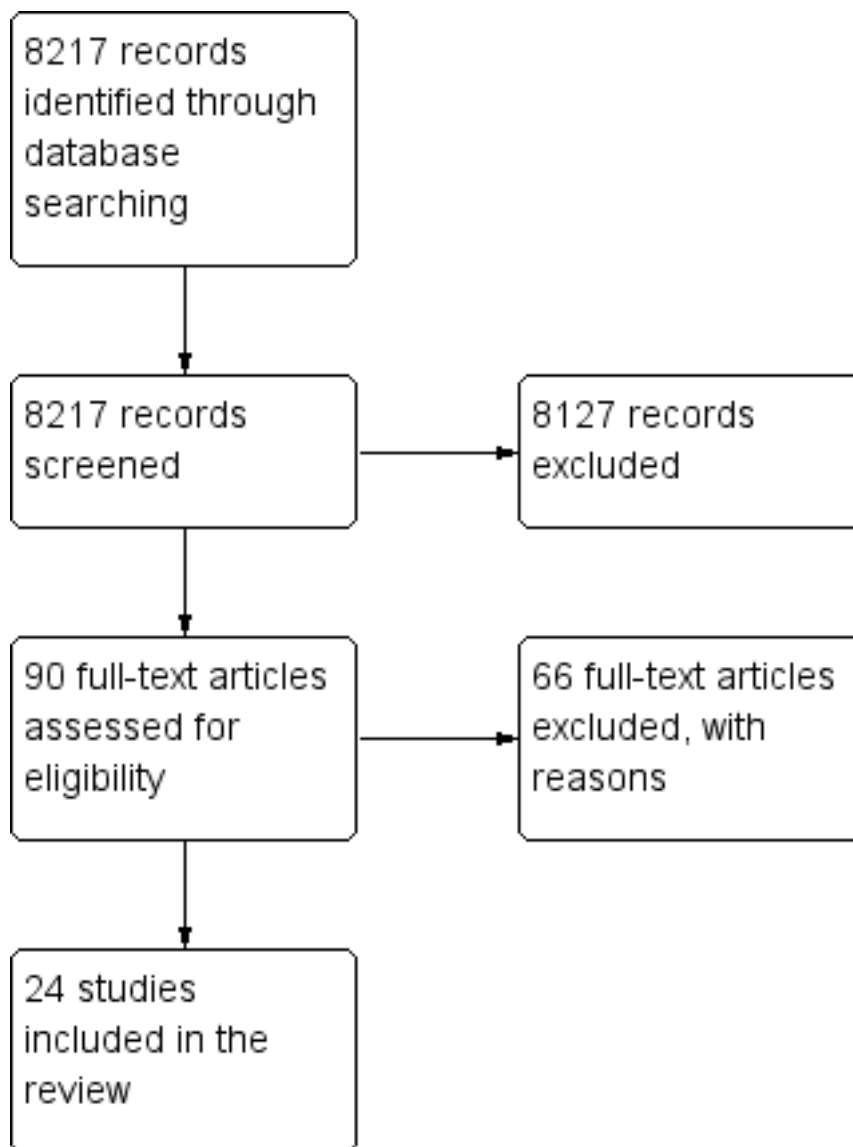 8217 records
identified through
database
searching
8217 records
screened
8127 records
excluded
90 full-text articles
assessed for
eligibility
66 full-text articles
excluded, with
reasons
24 studies
included in the
review